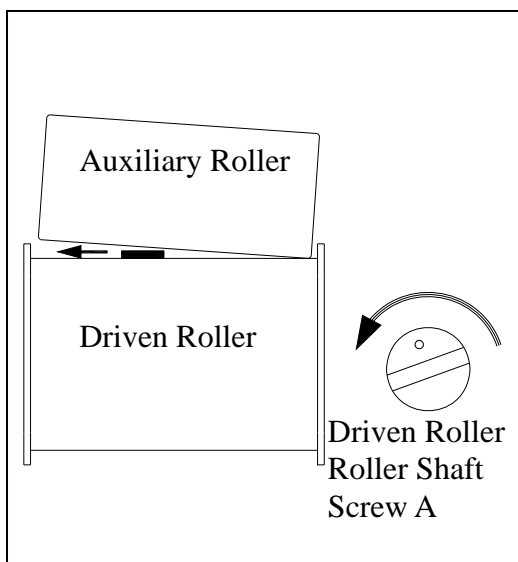 Auxiliary Roller
Driven Roller
Driven Roller
Roller Shaft
Screw A